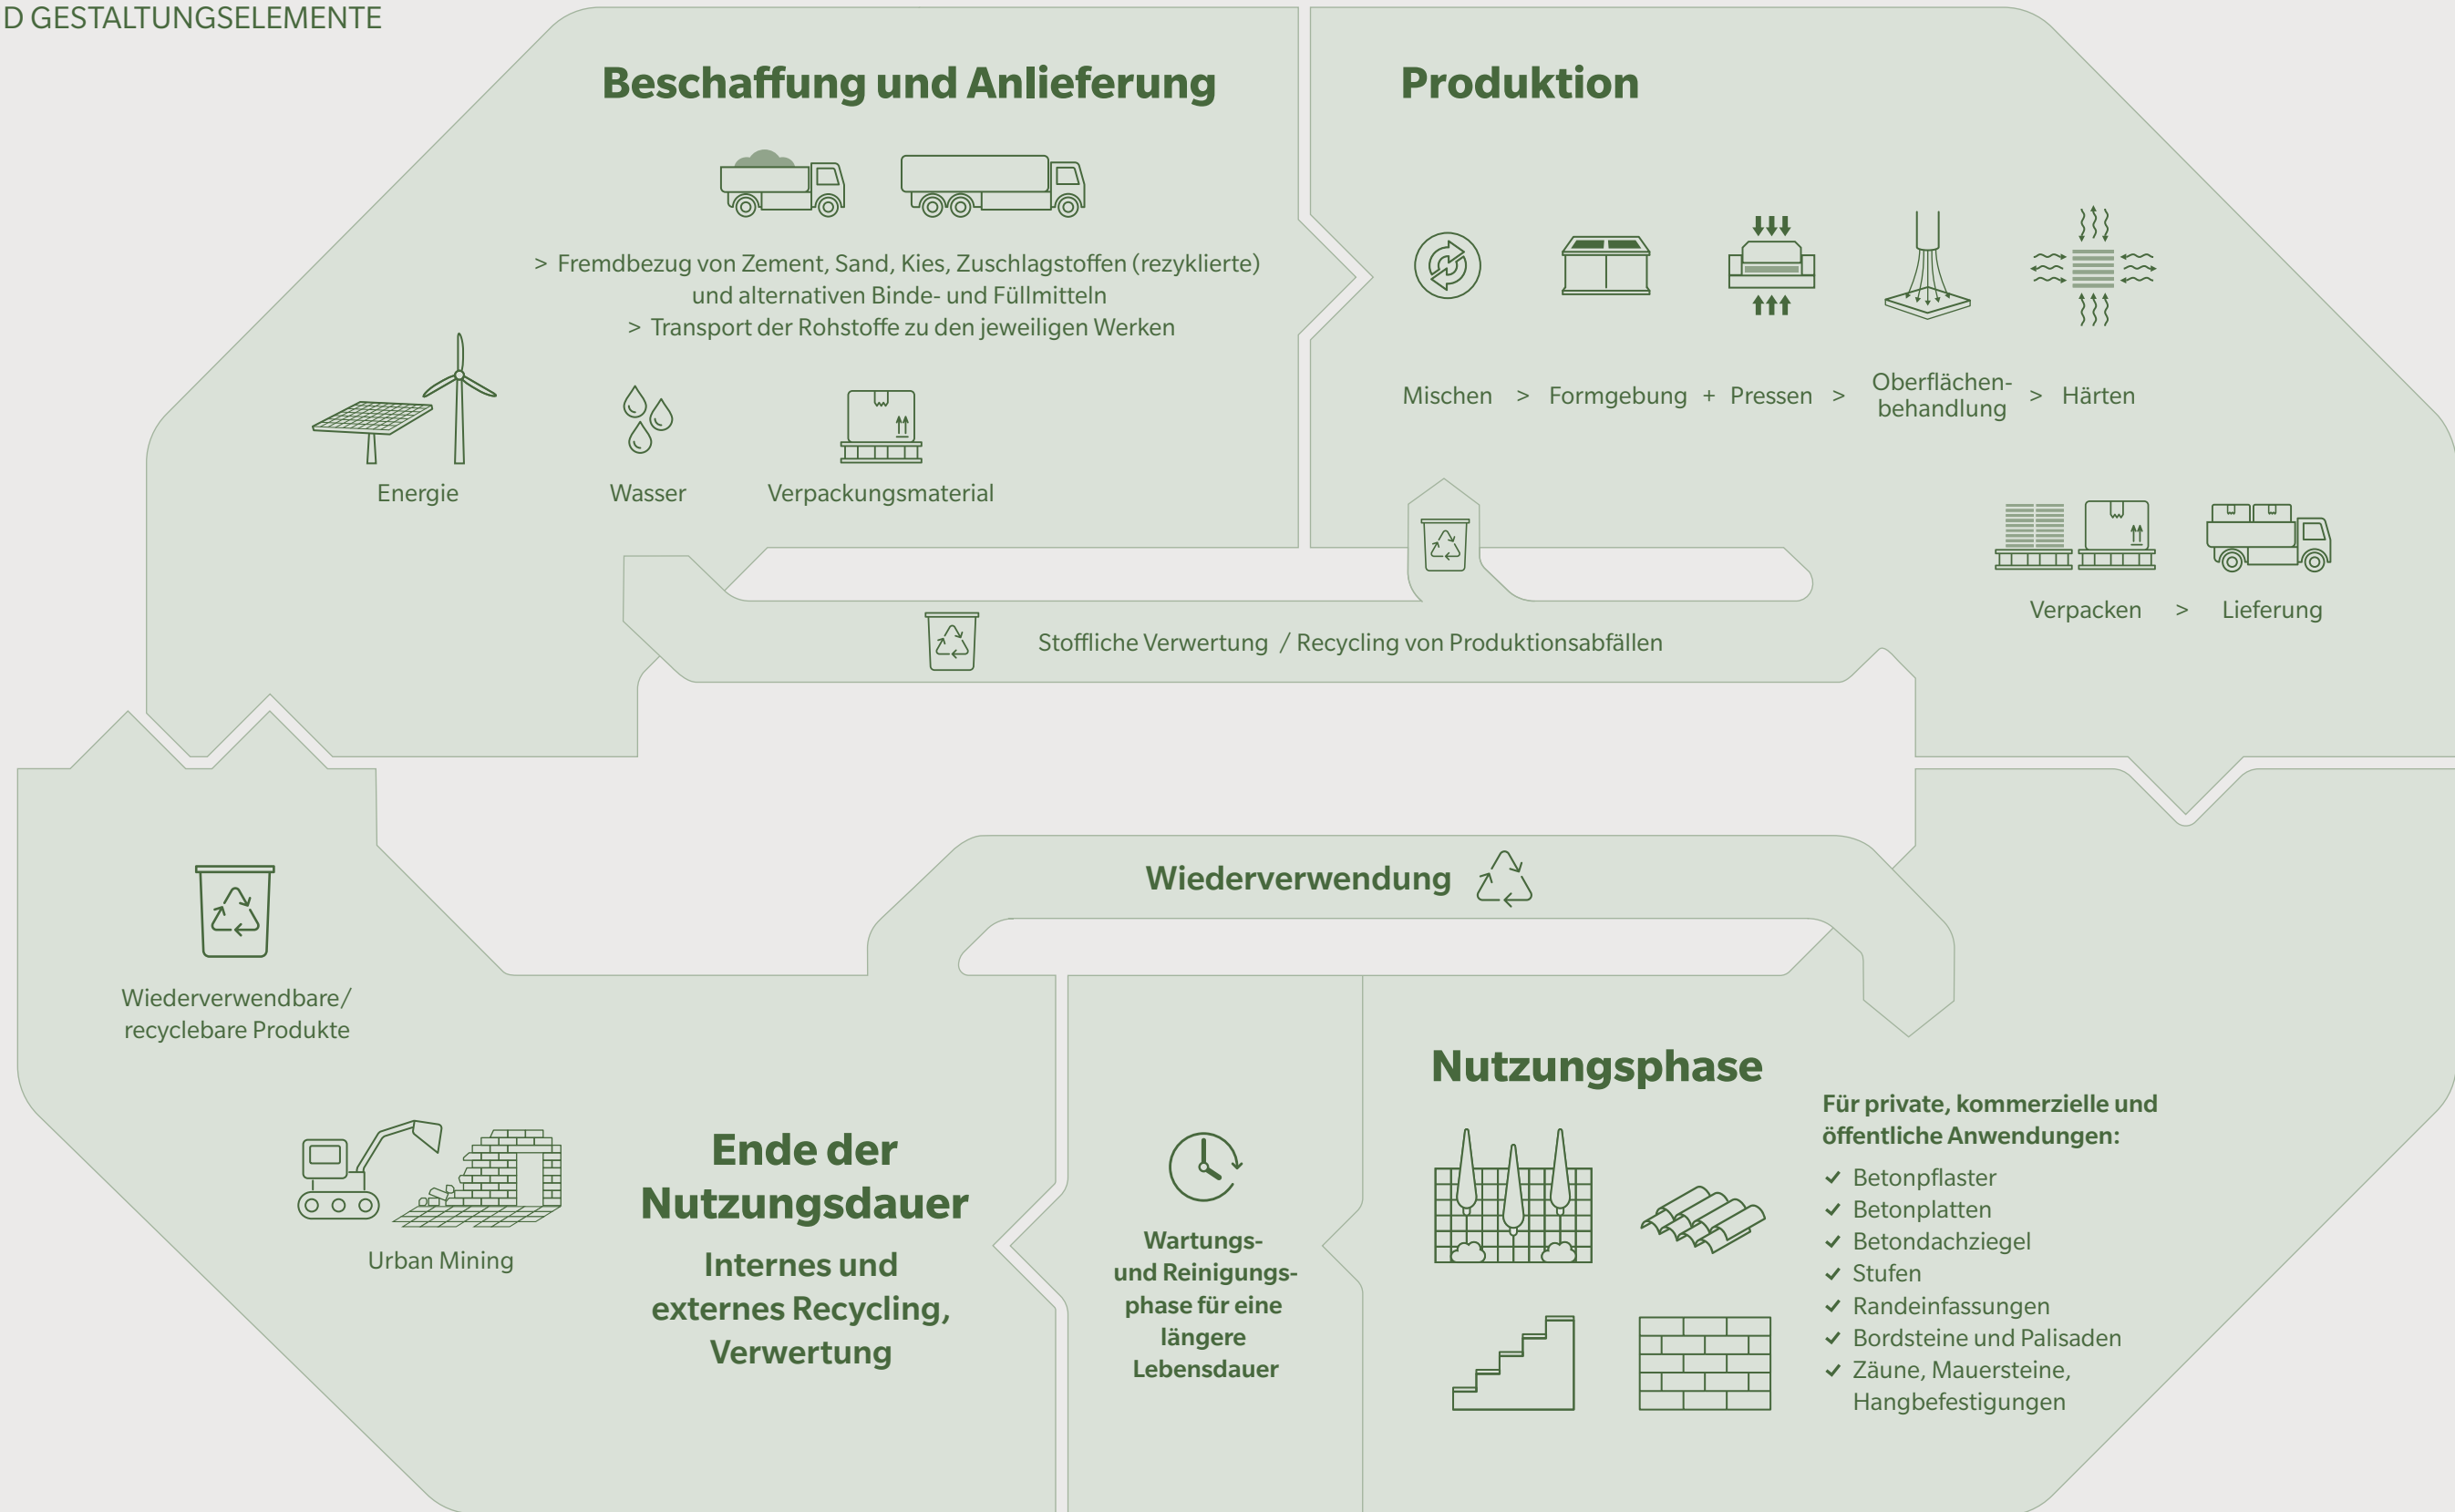 D GESTALTUNGSELEMENTE
Beschaffung und Anlieferung
> Fremdbezug von Zement, Sand, Kies, Zuschlagstoffen (rezyklierte)
und alternativen Binde- und Füllmitteln
> Transport der Rohstoffe zu den jeweiligen Werken
Energie
Wasser
Verpackungsmaterial
Produktion
Mischen > Formgebung + Pressen > Oberflächen-
behandlung > Härten
Verpacken > Lieferung
Stoffliche Verwertung / Recycling von Produktionsabfällen
Wiederverwendung
Nutzungsphase
Für private, kommerzielle und
öffentliche Anwendungen:
✓ Betonpflaster
✓ Betonplatten
✓ Betondachziegel
✓ Stufen
✓ Randeinfassungen
✓ Bordsteine und Palisaden
✓ Zäune, Mauersteine,
Hangbefestigungen
Wartungs-
und Reinigungs-
phase für eine
längere
Lebensdauer
Ende der
Nutzungsdauer
Internes und
externes Recycling,
Verwertung
Urban Mining
Wiederverwendbare/
recyclebare Produkte